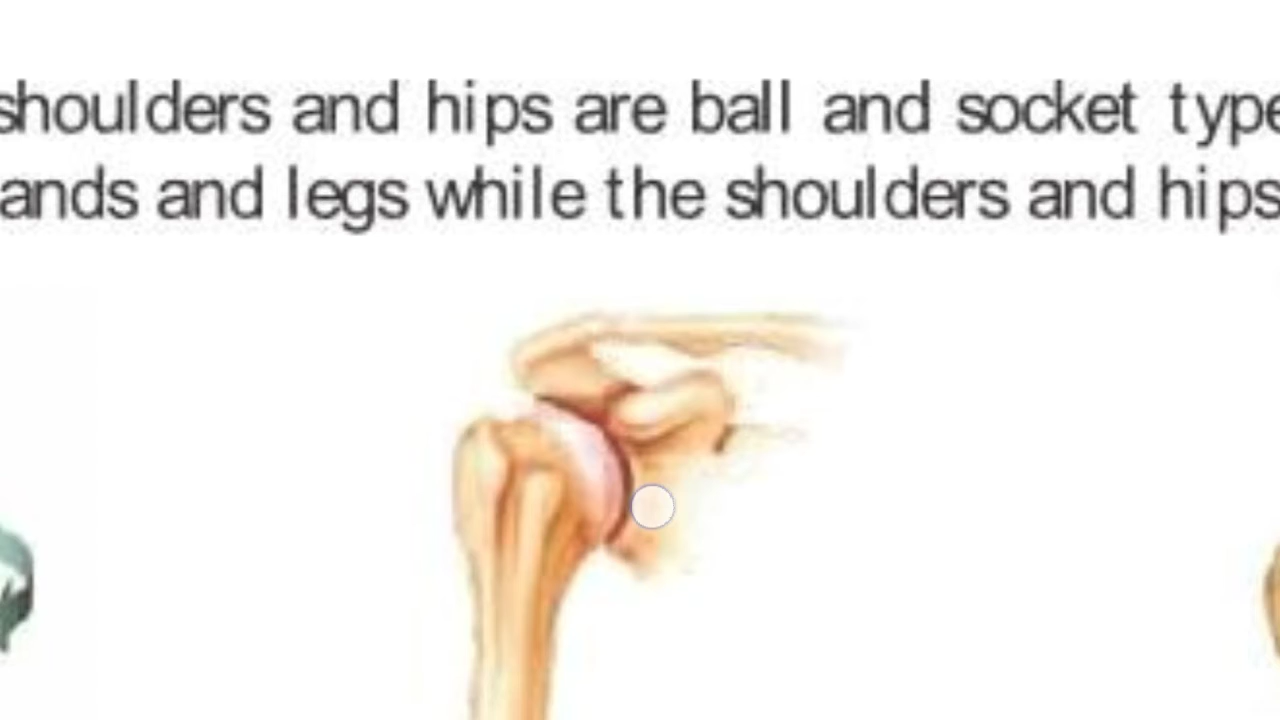 shoulders and hips are ball and socket type
ands and legs while the shoulders and hips